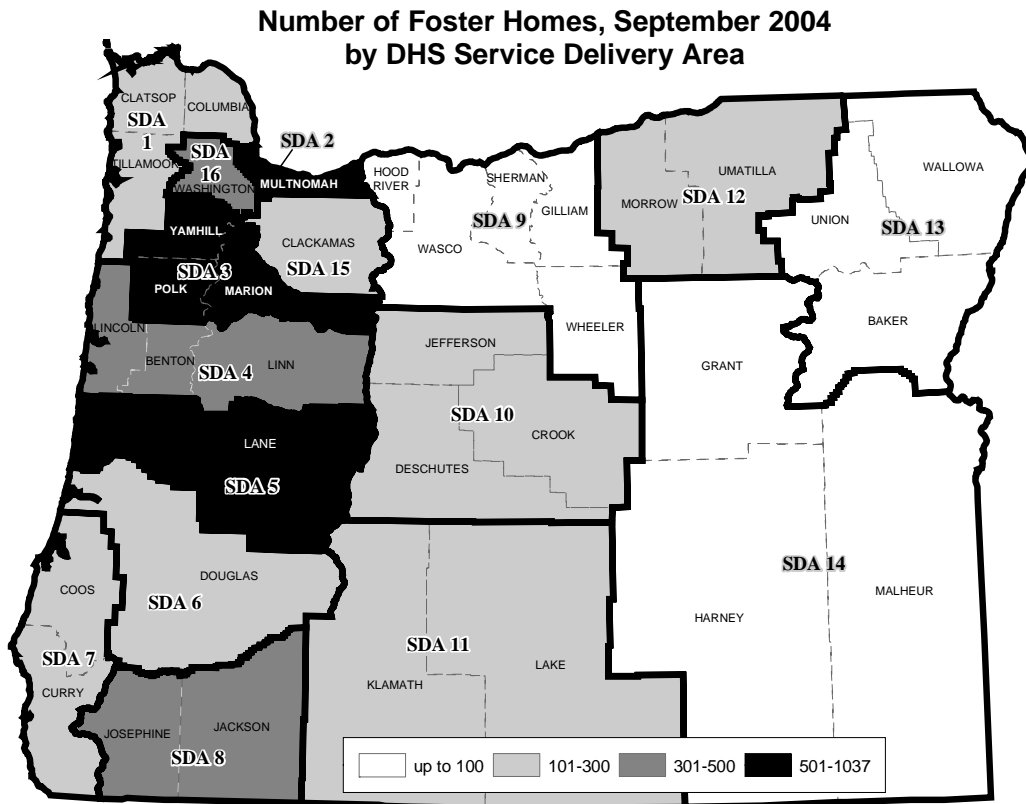 Number of Foster Homes, September 2004
by DHS Service Delivery Area
CLATSOP
COLUMBIA
SDA
1
TILLAMOOK
SDA
16
WASHINGTON
SDA 2
MULTNOMAH
HOOD
RIVER
SHERMAN
GILLIAM
SDA 9
WASCO
WHEELER
MORROW
UMATILLA
SDA 12
WALLOWA
UNION
SDA 13
BAKER
YAMHILL
SDA 3
POLK
MARION
CLACKAMAS
SDA 15
LINCOLN
BENTON
SDA 4
LINN
JEFFERSON
SDA 10
CROOK
DESCHUTES
GRANT
LANE
SDA 5
DOUGLAS
SDA 6
COOS
SDA 7
CURRY
JOSEPHINE
JACKSON
SDA 8
SDA 11
KLAMATH
LAKE
SDA 14
HARNEY
MALHEUR
up to 100
101-300
301-500
501-1037